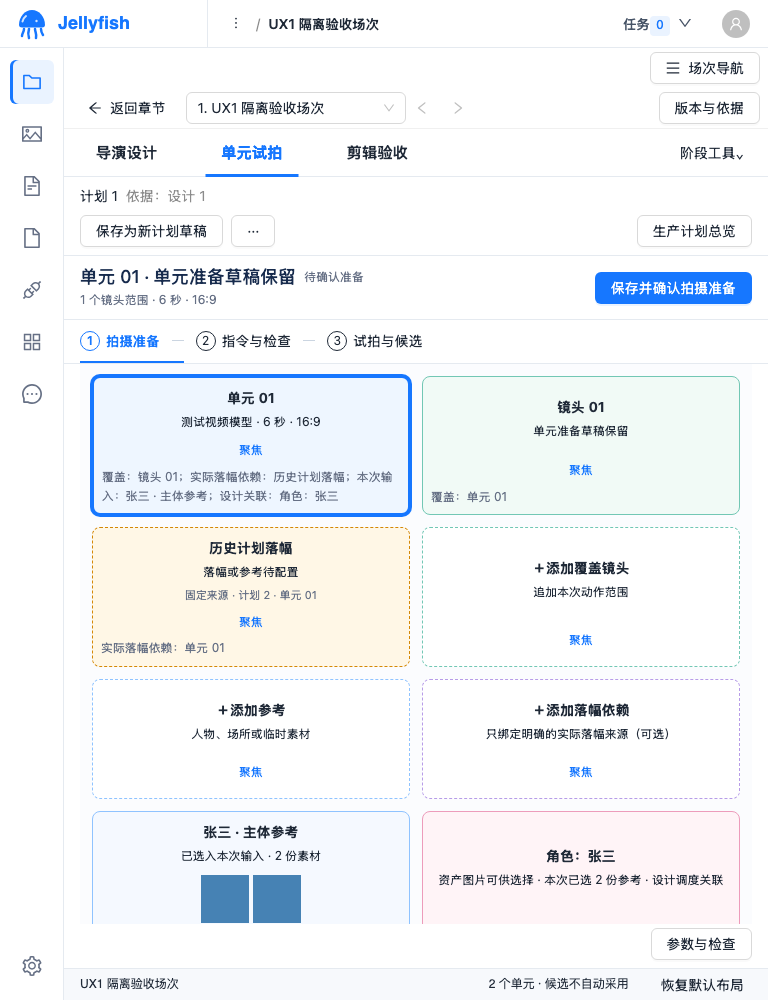 Jellyfish
⋮ / UX1 隔离验收场次
任务 0
场次导航
返回章节
1. UX1 隔离验收场次
版本与依据
导演设计
单元试拍
剪辑验收
阶段工具
计划 1 依据：设计 1
保存为新计划草稿
...
生产计划总览
单元 01 · 单元准备草稿保留 待确认准备
1 个镜头范围 · 6 秒 · 16:9
保存并确认拍摄准备
1 拍摄准备
2 指令与检查
3 试拍与候选
单元 01
测试视频模型 · 6 秒 · 16:9
聚焦
覆盖：镜头 01；实际落幅依赖：历史计划落幅；本次输
入：张三 · 主体参考；设计关联：角色：张三
镜头 01
单元准备草稿保留
聚焦
覆盖：单元 01
历史计划落幅
落幅或参考待配置
固定来源 · 计划 2 · 单元 01
聚焦
实际落幅依赖：单元 01
＋添加覆盖镜头
追加本次动作范围
聚焦
＋添加参考
人物、场所或临时素材
聚焦
＋添加落幅依赖
只绑定明确的实际落幅来源（可选）
聚焦
张三 · 主体参考
已选入本次输入 · 2 份素材
角色：张三
资产图片可供选择 · 本次已选 2 份参考 · 设计调度关联
参数与检查
UX1 隔离验收场次
2 个单元 · 候选不自动采用
恢复默认布局